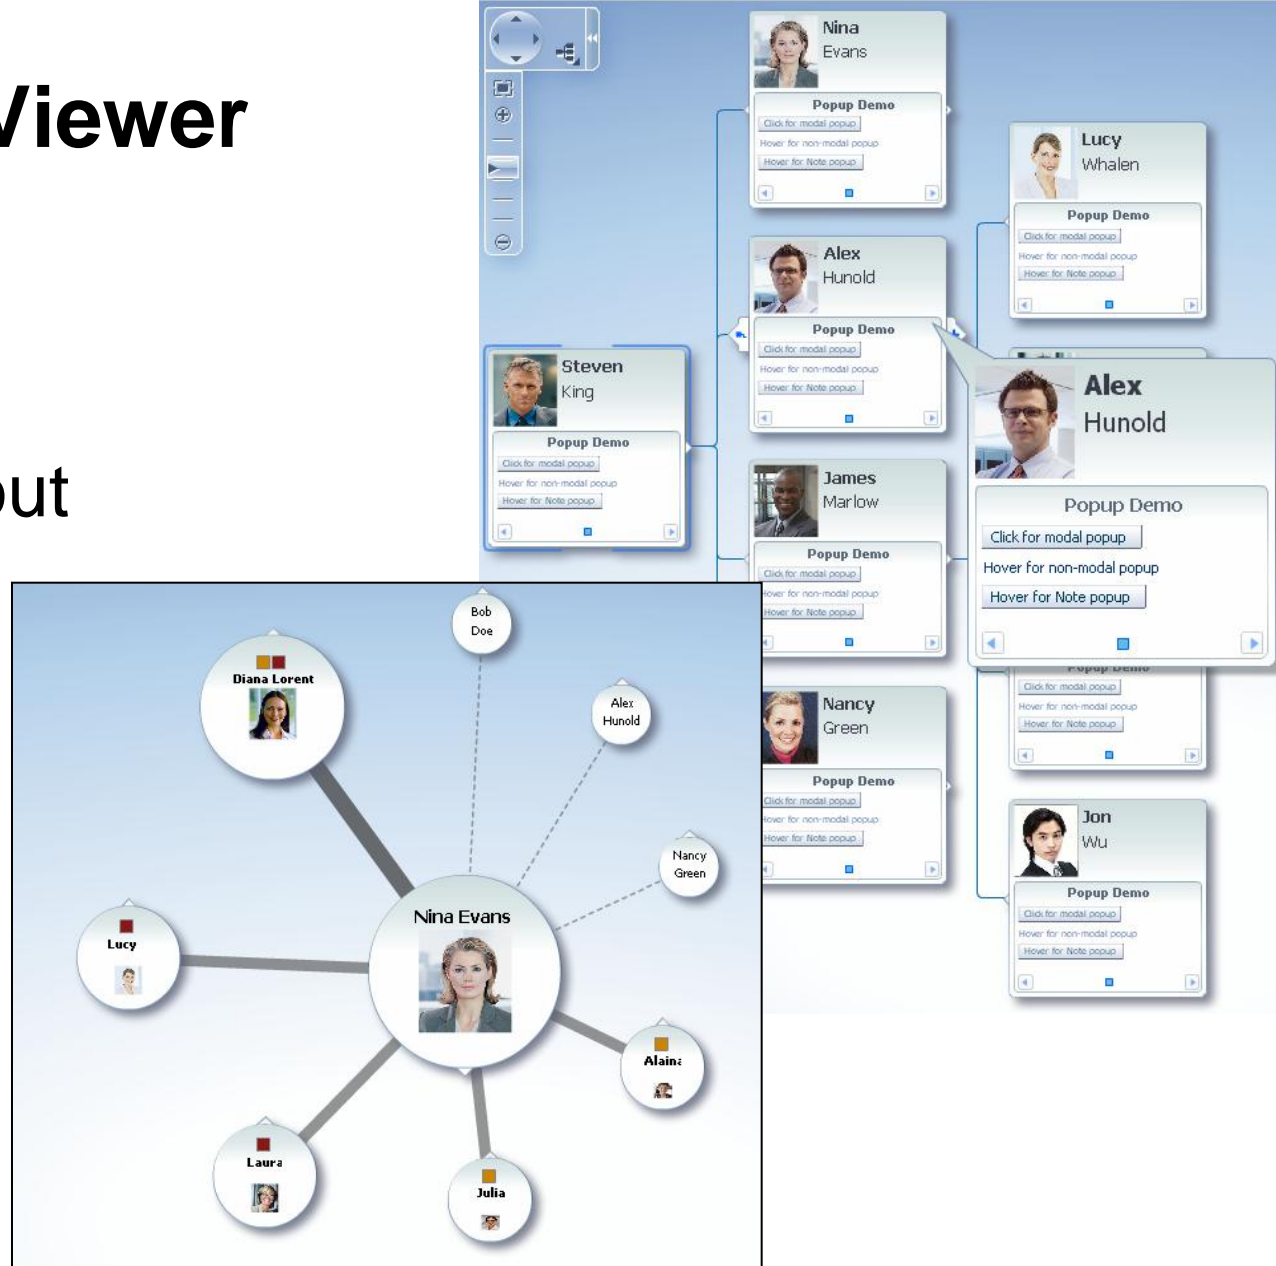 Viewer
out
Nina
Evans
Popup Demo
Click for modal popup
Hover for non-modal popup
Hover for Note popup
Lucy
Whalen
Popup Demo
Click for modal popup
Hover for non-modal popup
Hover for Note popup
Alex
Hunold
Popup Demo
Click for modal popup
Hover for non-modal popup
Hover for Note popup
Steven
King
Popup Demo
Click for modal popup
Hover for non-modal popup
Hover for Note popup
Alex
Hunold
Popup Demo
Click for modal popup
Hover for non-modal popup
Hover for Note popup
James
Marlow
Popup Demo
Click for modal popup
Hover for non-modal popup
Hover for Note popup
Popup Demo
Click for modal popup
Hover for non-modal popup
Hover for Note popup
Nancy
Green
Popup Demo
Click for modal popup
Hover for non-modal popup
Hover for Note popup
Jon
Wu
Popup Demo
Click for modal popup
Hover for non-modal popup
Hover for Note popup
Bob
Doe
Diana Lorent
Alex
Hunold
Nancy
Green
Nina Evans
Lucy
Alaina
Laura
Julia